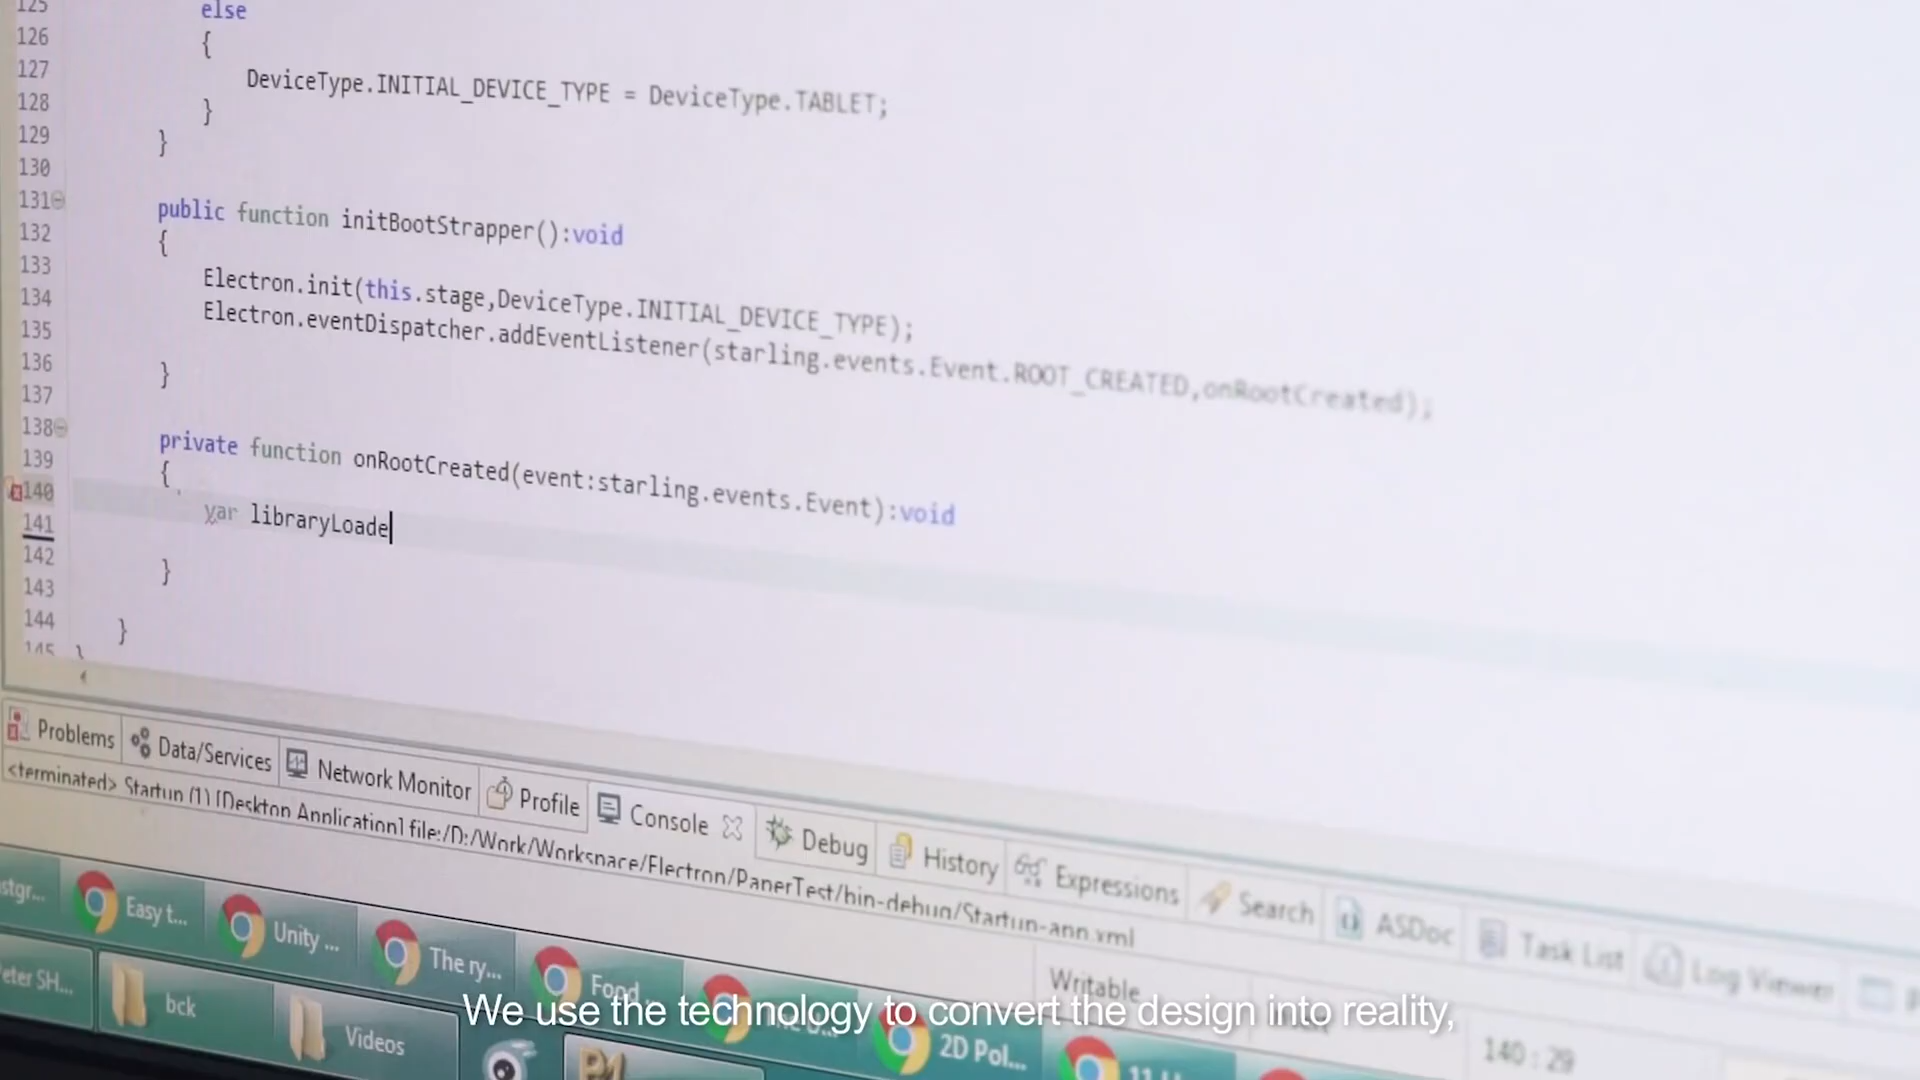 125 else
126 {
127 DeviceType.INITIAL_DEVICE_TYPE = DeviceType.TABLET;
128 }
129 }
130
131 public function initBootStrapper():void
132 {
133 Electron.init(this.stage,DeviceType.INITIAL_DEVICE_TYPE);
134 Electron.eventDispatcher.addEventListener(starling.events.Event.ROOT_CREATED,onRootCreated);
135
136 }
137
138 private function onRootCreated(event:starling.events.Event):void
139 {
140 var libraryLoade
141
142 }
143
144 }
145 }
Problems Data/Services Network Monitor Profile Console Debug History Expressions Search ASDoc Task List Log Viewer
<terminated> Startup (1) [Desktop Application] file:/D:/Work/Workspace/Electron/PaperTest/bin-debug/Startup-app.xml
Writable 140 : 29
Easy t... Unity ... The ry... Food... 2D Pol...
eter SH... bck Videos
We use the technology to convert the design into reality,